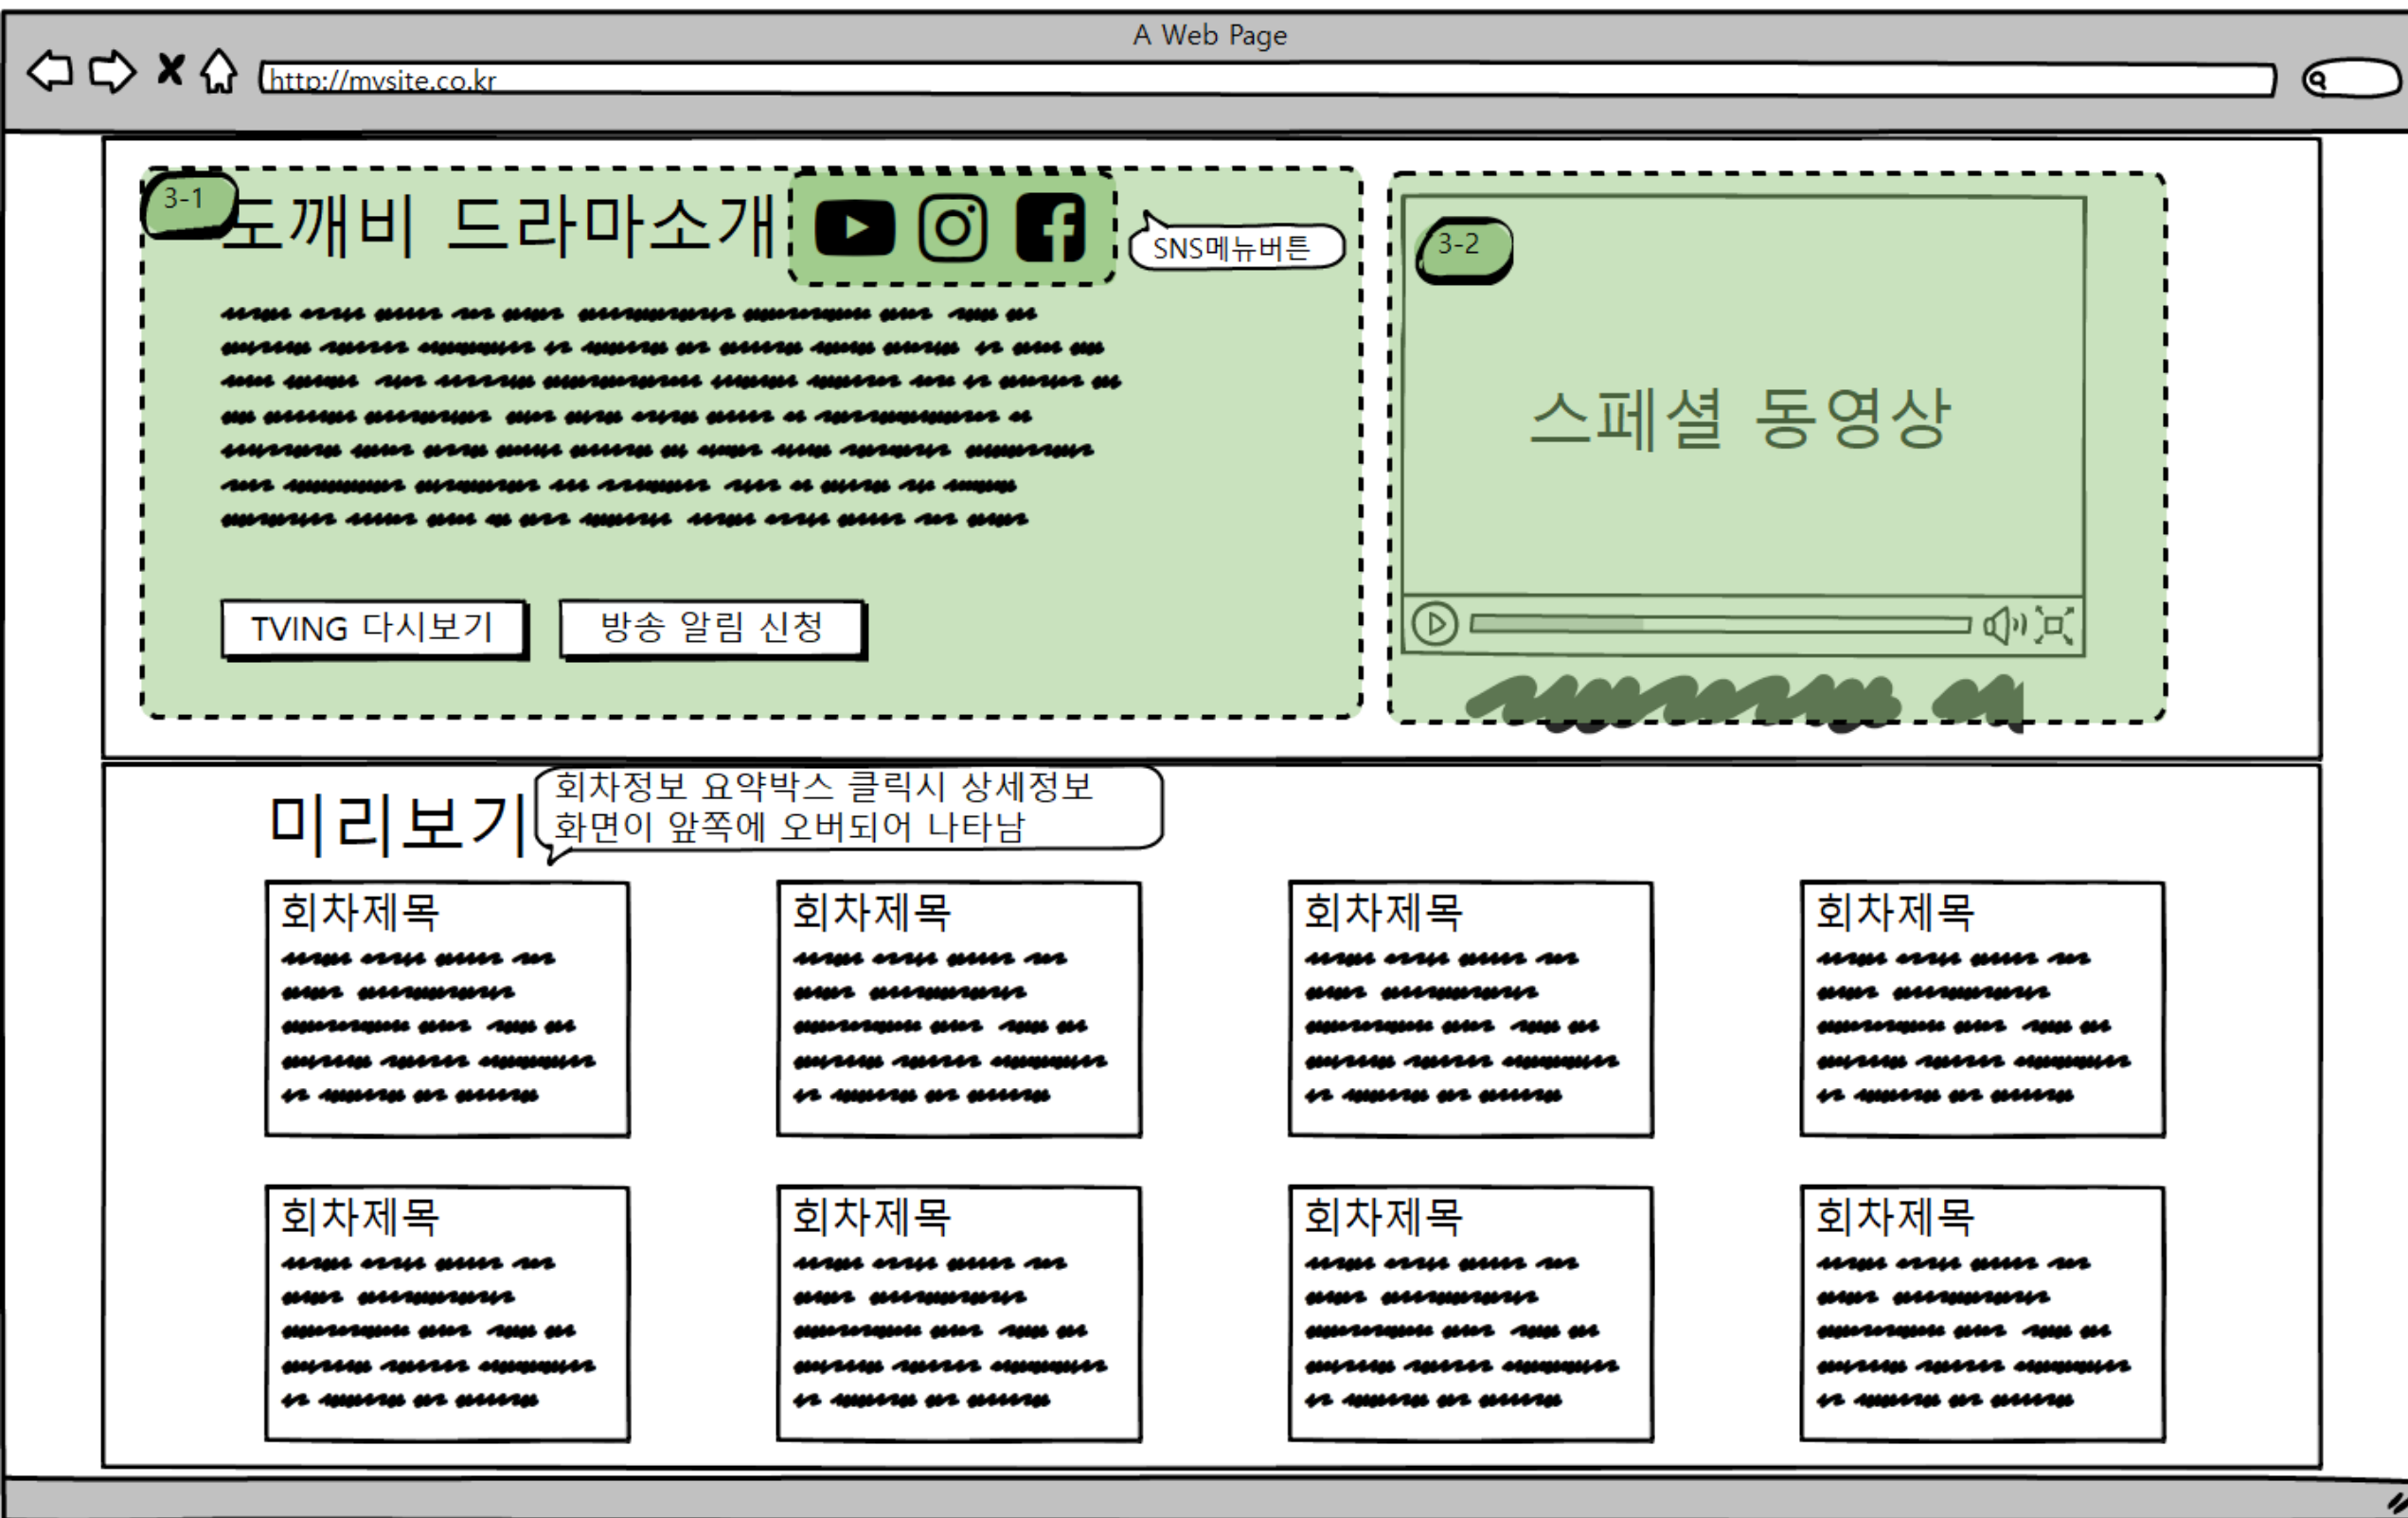 A Web Page
http://mysite.co.kr
3-1
도깨비 드라마소개
SNS메뉴버튼
TVING 다시보기
방송 알림 신청
3-2
스페셜 동영상
미리보기
회차정보 요약박스 클릭시 상세정보
화면이 앞쪽에 오버되어 나타남
회차제목
회차제목
회차제목
회차제목
회차제목
회차제목
회차제목
회차제목